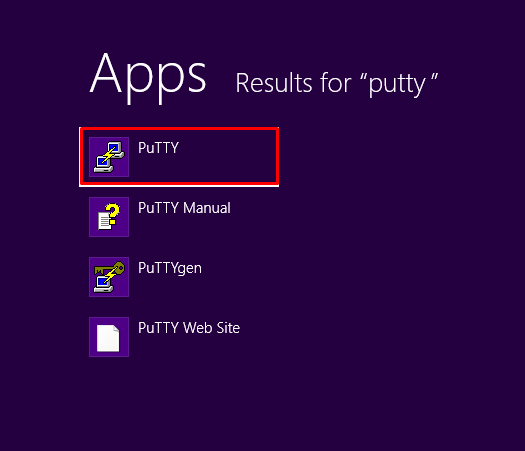 Apps Results for “putty”
PuTTY
PuTTY Manual
PuTTYgen
PuTTY Web Site